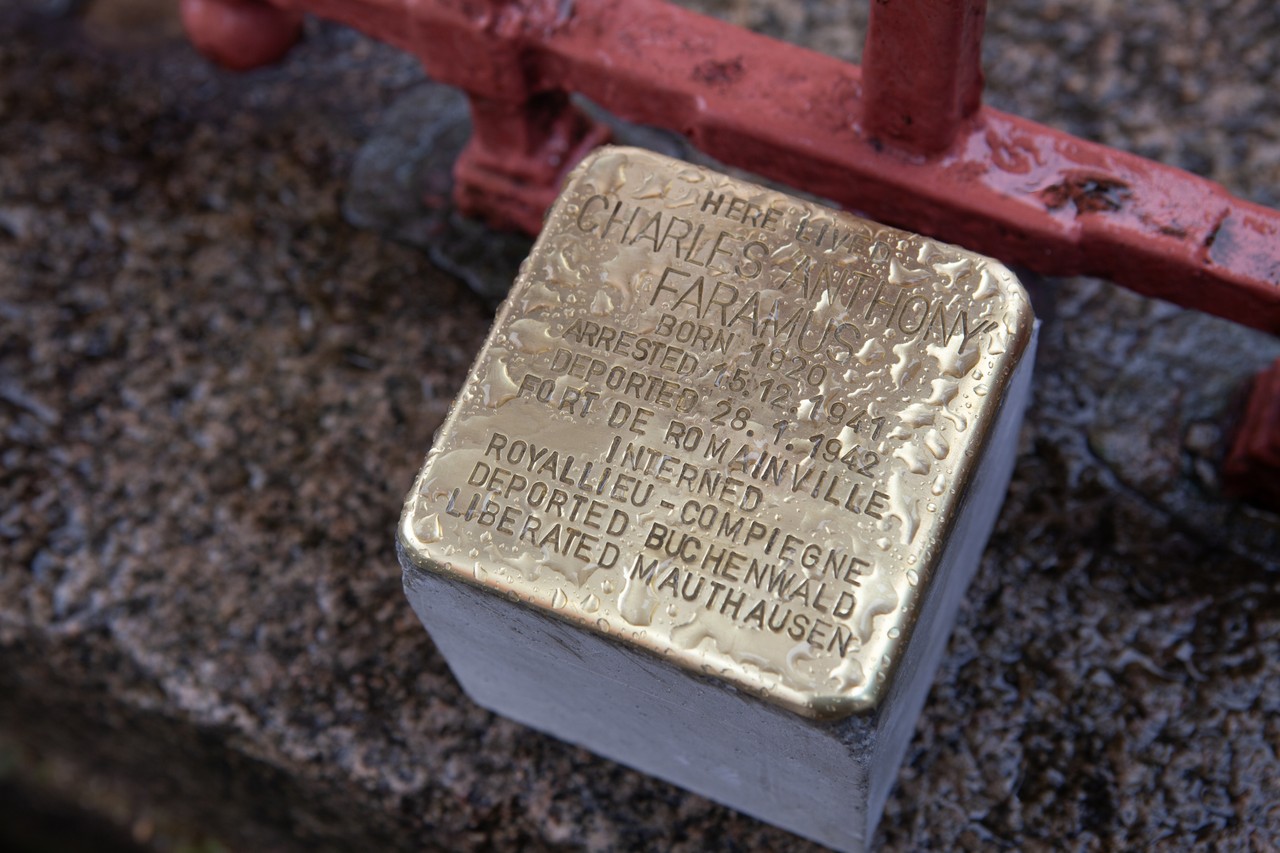 HERE LIVED
CHARLES ANTHONY
FARAMUS
BORN 1920
ARRESTED 15.12.1941
DEPORTED 28.1.1942
FORT DE ROMAINVILLE
INTERNED
ROYALLIEU-COMPIEGNE
DEPORTED BUCHENWALD
LIBERATED MAUTHAUSEN